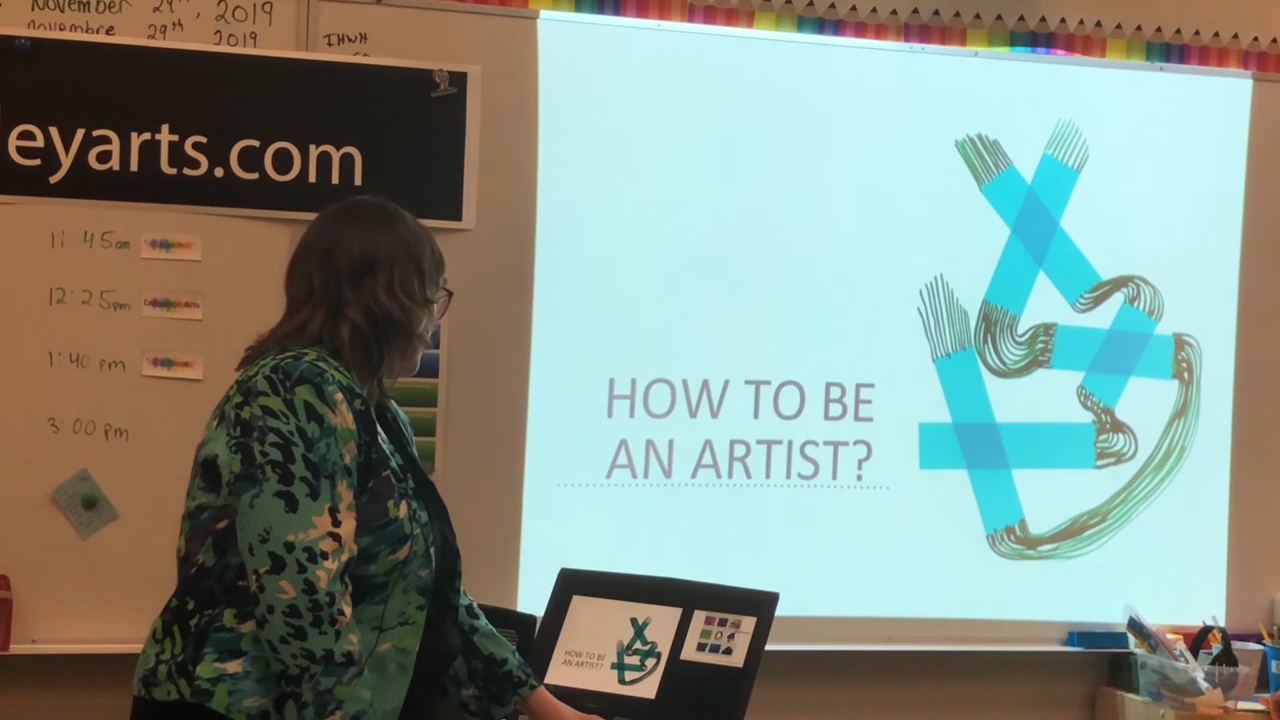 November 29th, 2019
novembre 29th 2019
IHWH
eyarts.com
11:45am
12:25pm
1:40 pm
3:00 pm
HOW TO BE
AN ARTIST?
HOW TO BE
AN ARTIST?